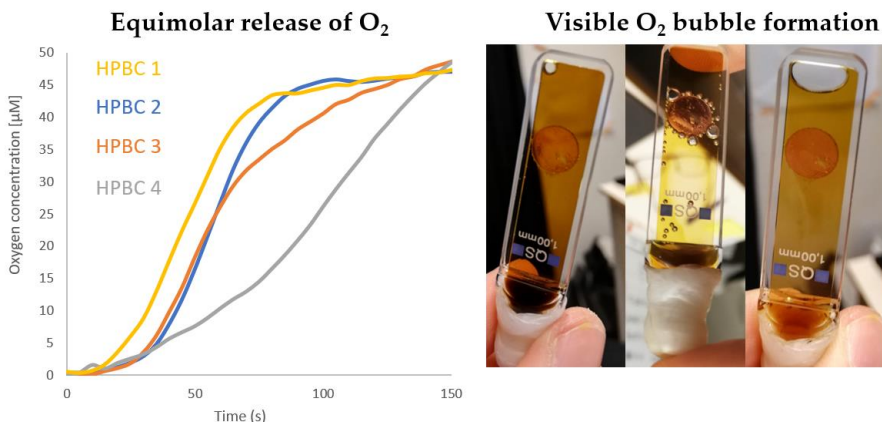 Equimolar release of O₂
Visible O₂ bubble formation
50
45
40
35
30
25
20
15
10
5
0
Oxygen concentration [µM]
HPBC 1
HPBC 2
HPBC 3
HPBC 4
0
50
100
150
Time (s)
QS
1,00mm
QS
1,00mm
QS
1,00mm